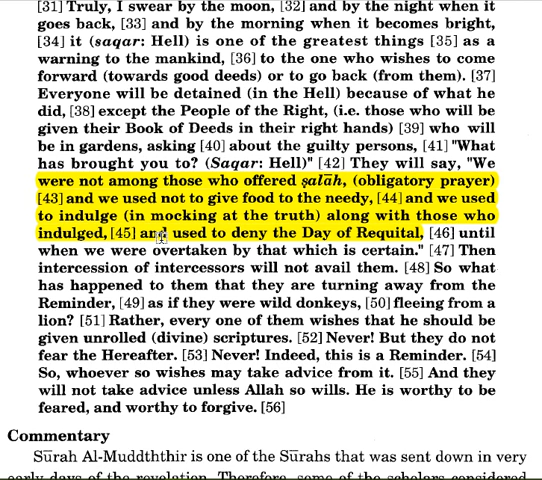 [31] Truly, I swear by the moon, [32] and by the night when it
goes back, [33] and by the morning when it becomes bright,
[34] it (saqar: Hell) is one of the greatest things [35] as a
warning to the mankind, [36] to the one who wishes to come
forward (towards good deeds) or to go back (from them). [37]
Everyone will be detained (in the Hell) because of what he
did, [38] except the People of the Right, (i.e. those who will be
given their Book of Deeds in their right hands) [39] who will
be in gardens, asking [40] about the guilty persons, [41] "What
has brought you to? (Saqar: Hell)" [42] They will say, "We
were not among those who offered ṣalāh, (obligatory prayer)
[43] and we used not to give food to the needy, [44] and we used
to indulge (in mocking at the truth) along with those who
indulged, [45] and used to deny the Day of Requital, [46] until
when we were overtaken by that which is certain." [47] Then
intercession of intercessors will not avail them. [48] So what
has happened to them that they are turning away from the
Reminder, [49] as if they were wild donkeys, [50] fleeing from a
lion? [51] Rather, every one of them wishes that he should be
given unrolled (divine) scriptures. [52] Never! But they do not
fear the Hereafter. [53] Never! Indeed, this is a Reminder. [54]
So, whoever so wishes may take advice from it. [55] And they
will not take advice unless Allah so wills. He is worthy to be
feared, and worthy to forgive. [56]
Commentary
Sūrah Al-Muddththir is one of the Sūrahs that was sent down in very
early days of the revelation. Therefore, some of the scholars considered